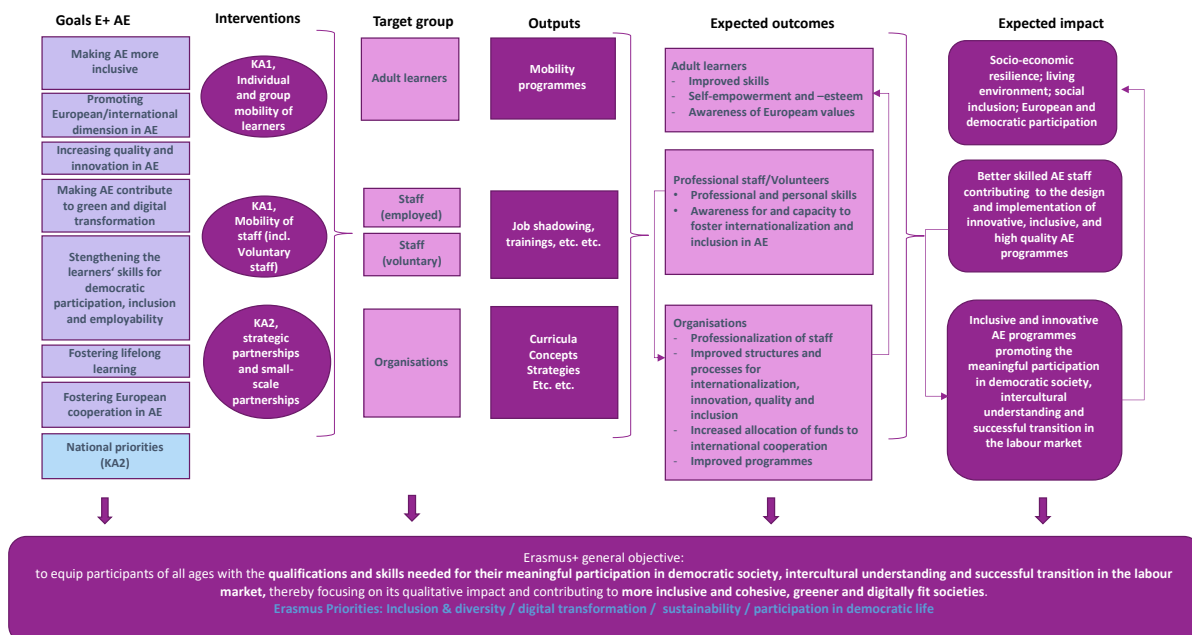 Goals E+ AE
Interventions
Target group
Outputs
Expected outcomes
Expected impact
Making AE more
inclusive
Promoting
European/international
dimension in AE
Increasing quality and
innovation in AE
Making AE contribute
to green and digital
transformation
Stengthening the
learners' skills for
democratic
participation, inclusion
and employability
Fostering lifelong
learning
Fostering European
cooperation in AE
National priorities
(KA2)
KA1,
Individual
and group
mobility of
learners
KA1,
Mobility of
staff (incl.
Voluntary
staff)
KA2,
strategic
partnerships
and small-
scale
partnerships
Adult learners
Staff
(employed)
Staff
(voluntary)
Organisations
Mobility
programmes
Job shadowing,
trainings, etc. etc.
Curricula
Concepts
Strategies
Etc. etc.
Adult learners
- Improved skills
- Self-empowerment and –esteem
- Awareness of European values
Professional staff/Volunteers
• Professional and personal skills
• Awareness for and capacity to
foster internationalization and
inclusion in AE
Organisations
- Professionalization of staff
- Improved structures and
processes for
internationalization,
innovation, quality and
inclusion
- Increased allocation of funds to
international cooperation
- Improved programmes
Socio-economic
resilience; living
environment; social
inclusion; European and
democratic participation
Better skilled AE staff
contributing to the design
and implementation of
innovative, inclusive, and
high quality AE
programmes
Inclusive and innovative
AE programmes
promoting the
meaningful participation
in democratic society,
intercultural
understanding and
successful transition in
the labour market
Erasmus+ general objective:
to equip participants of all ages with the qualifications and skills needed for their meaningful participation in democratic society, intercultural understanding and successful transition in the labour
market, thereby focusing on its qualitative impact and contributing to more inclusive and cohesive, greener and digitally fit societies.
Erasmus Priorities: Inclusion & diversity / digital transformation / sustainability / participation in democratic life